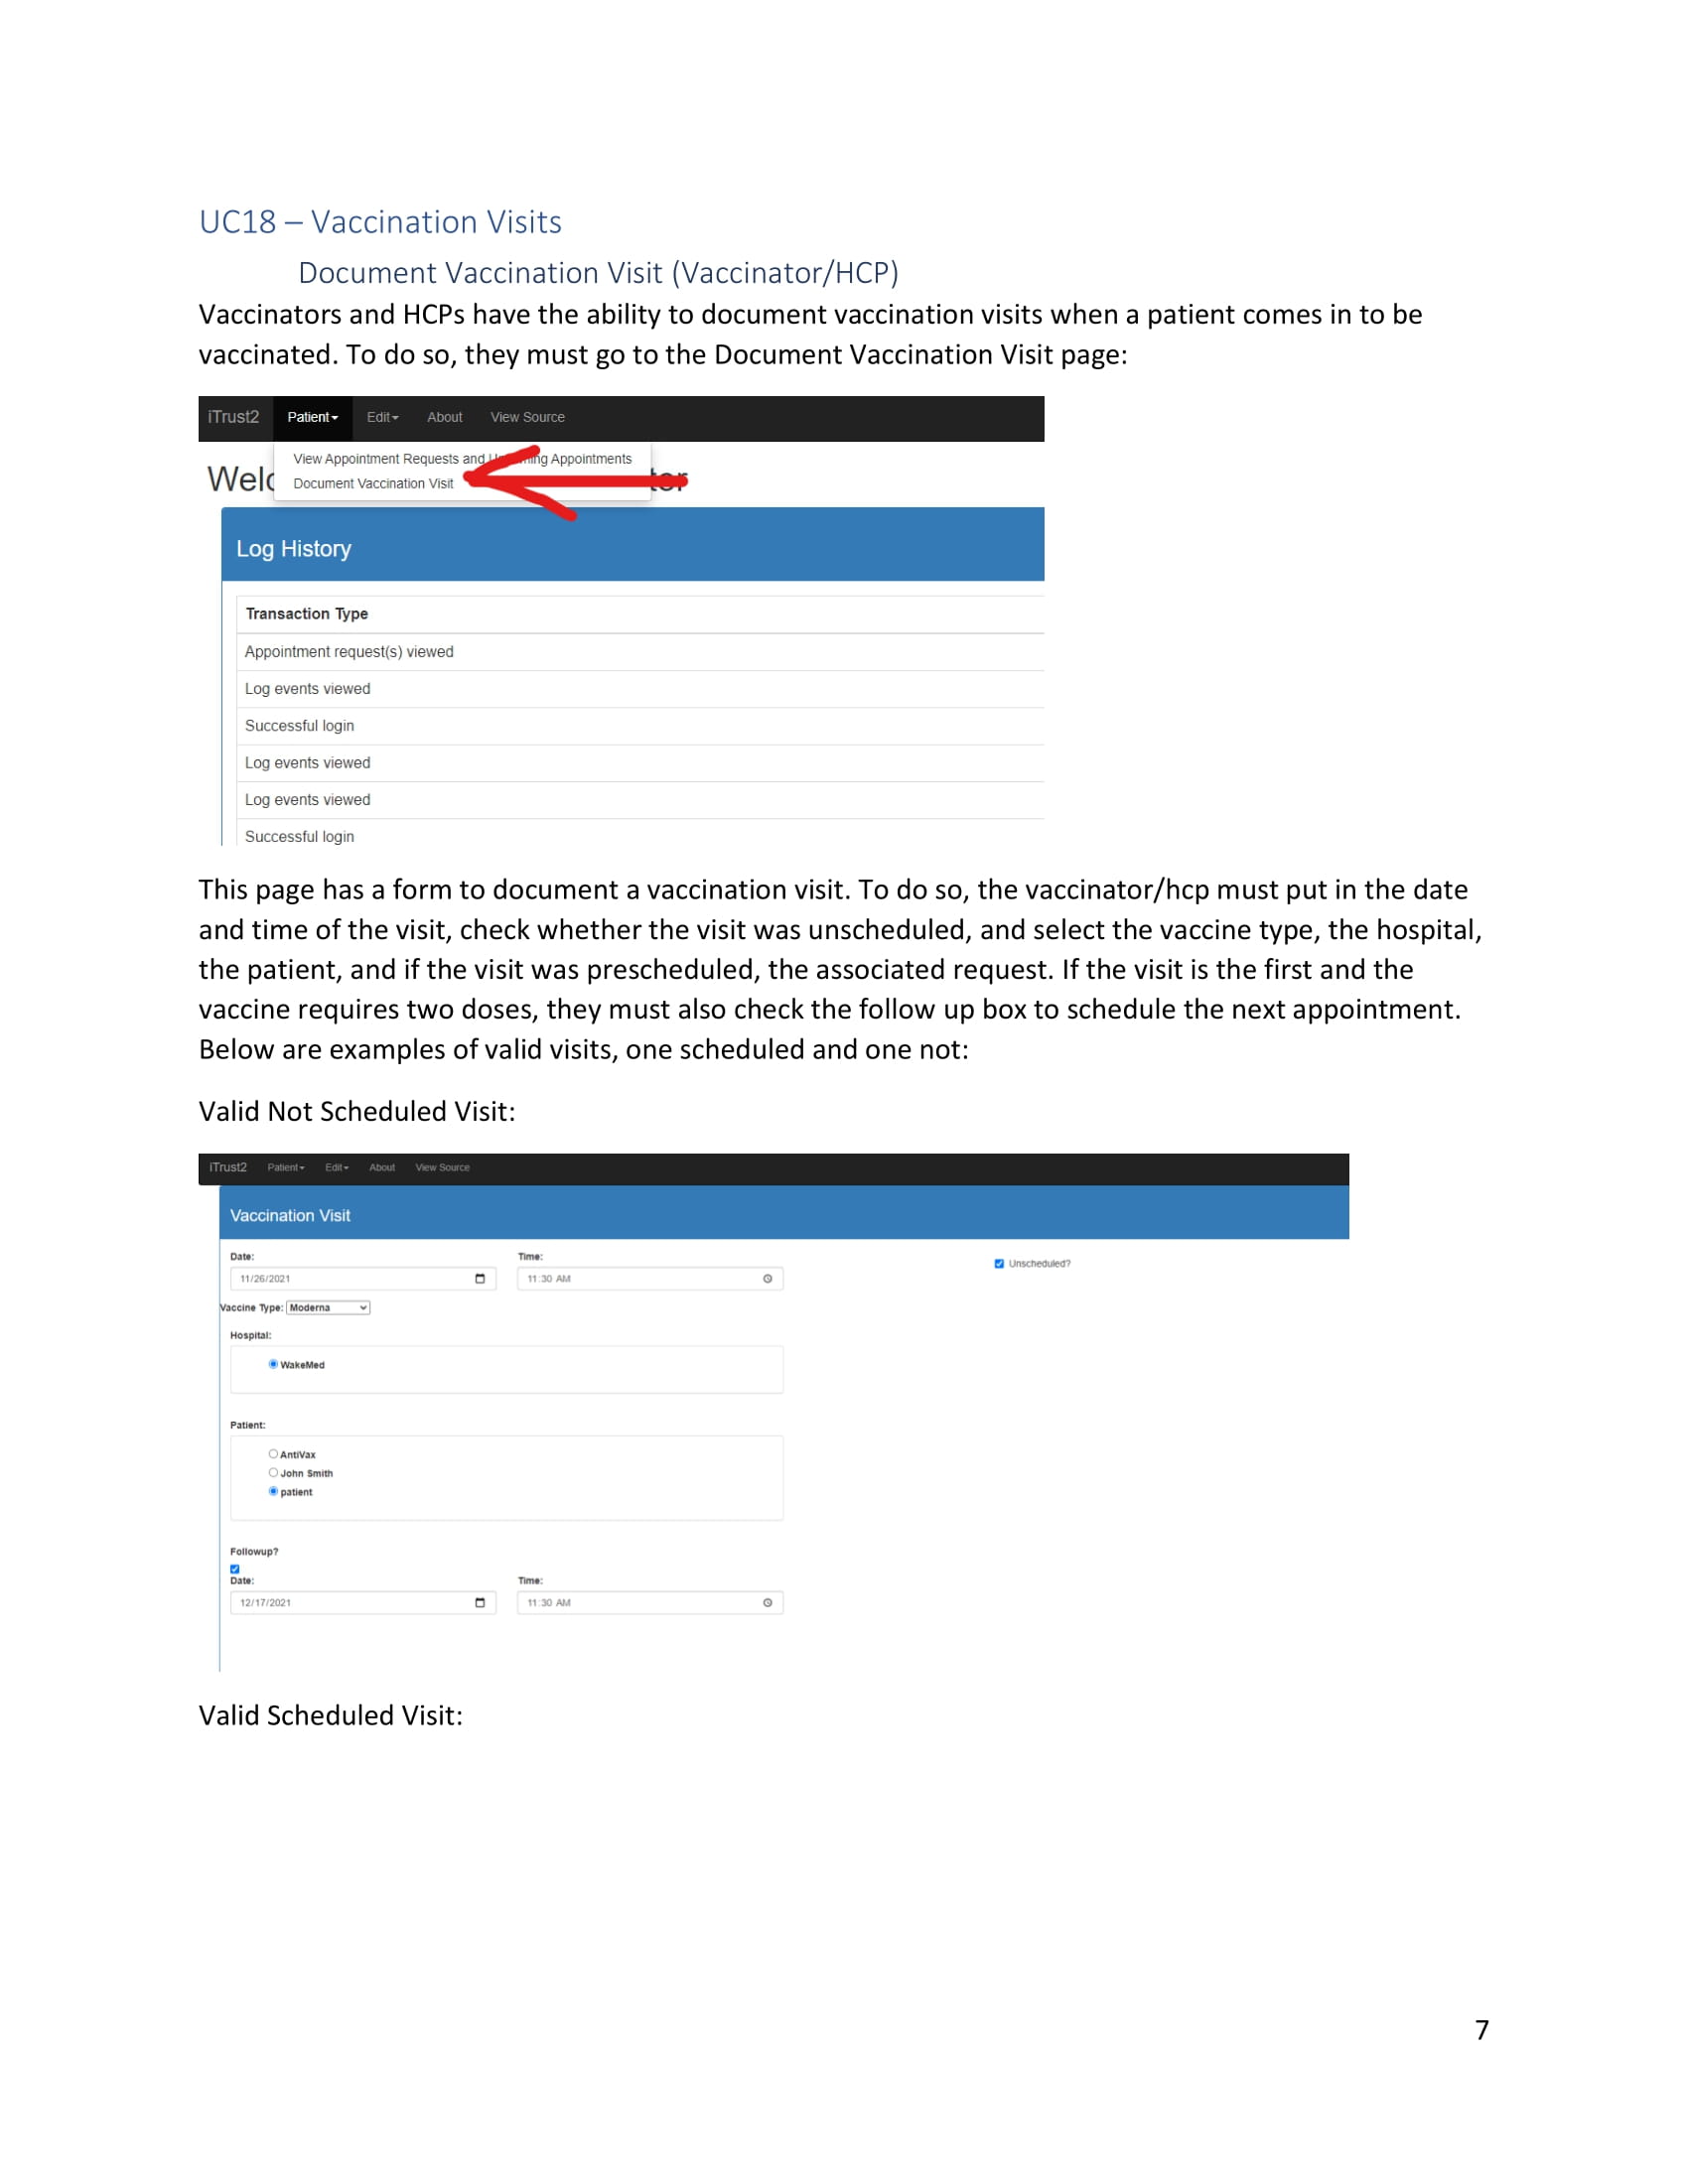 UC18 – Vaccination Visits
Document Vaccination Visit (Vaccinator/HCP)
Vaccinators and HCPs have the ability to document vaccination visits when a patient comes in to be
vaccinated. To do so, they must go to the Document Vaccination Visit page:
iTrust2 Patient Edit About View Source
View Appointment Requests and Appointments
Document Vaccination Visit
Log History
Transaction Type
Appointment request(s) viewed
Log events viewed
Successful login
Log events viewed
Log events viewed
Successful login
This page has a form to document a vaccination visit. To do so, the vaccinator/hcp must put in the date
and time of the visit, check whether the visit was unscheduled, and select the vaccine type, the hospital,
the patient, and if the visit was prescheduled, the associated request. If the visit is the first and the
vaccine requires two doses, they must also check the follow up box to schedule the next appointment.
Below are examples of valid visits, one scheduled and one not:
Valid Not Scheduled Visit:
iTrust2 Patient Edit About View Source
Vaccination Visit
Date: Time:
Unscheduled?
11/26/2021 11:30 AM
Vaccine Type: Moderna
Hospital:
WakeMed
Patient:
AntiVax
John Smith
patient
Followup?
Date: Time:
12/17/2021 11:30 AM
Valid Scheduled Visit:
7